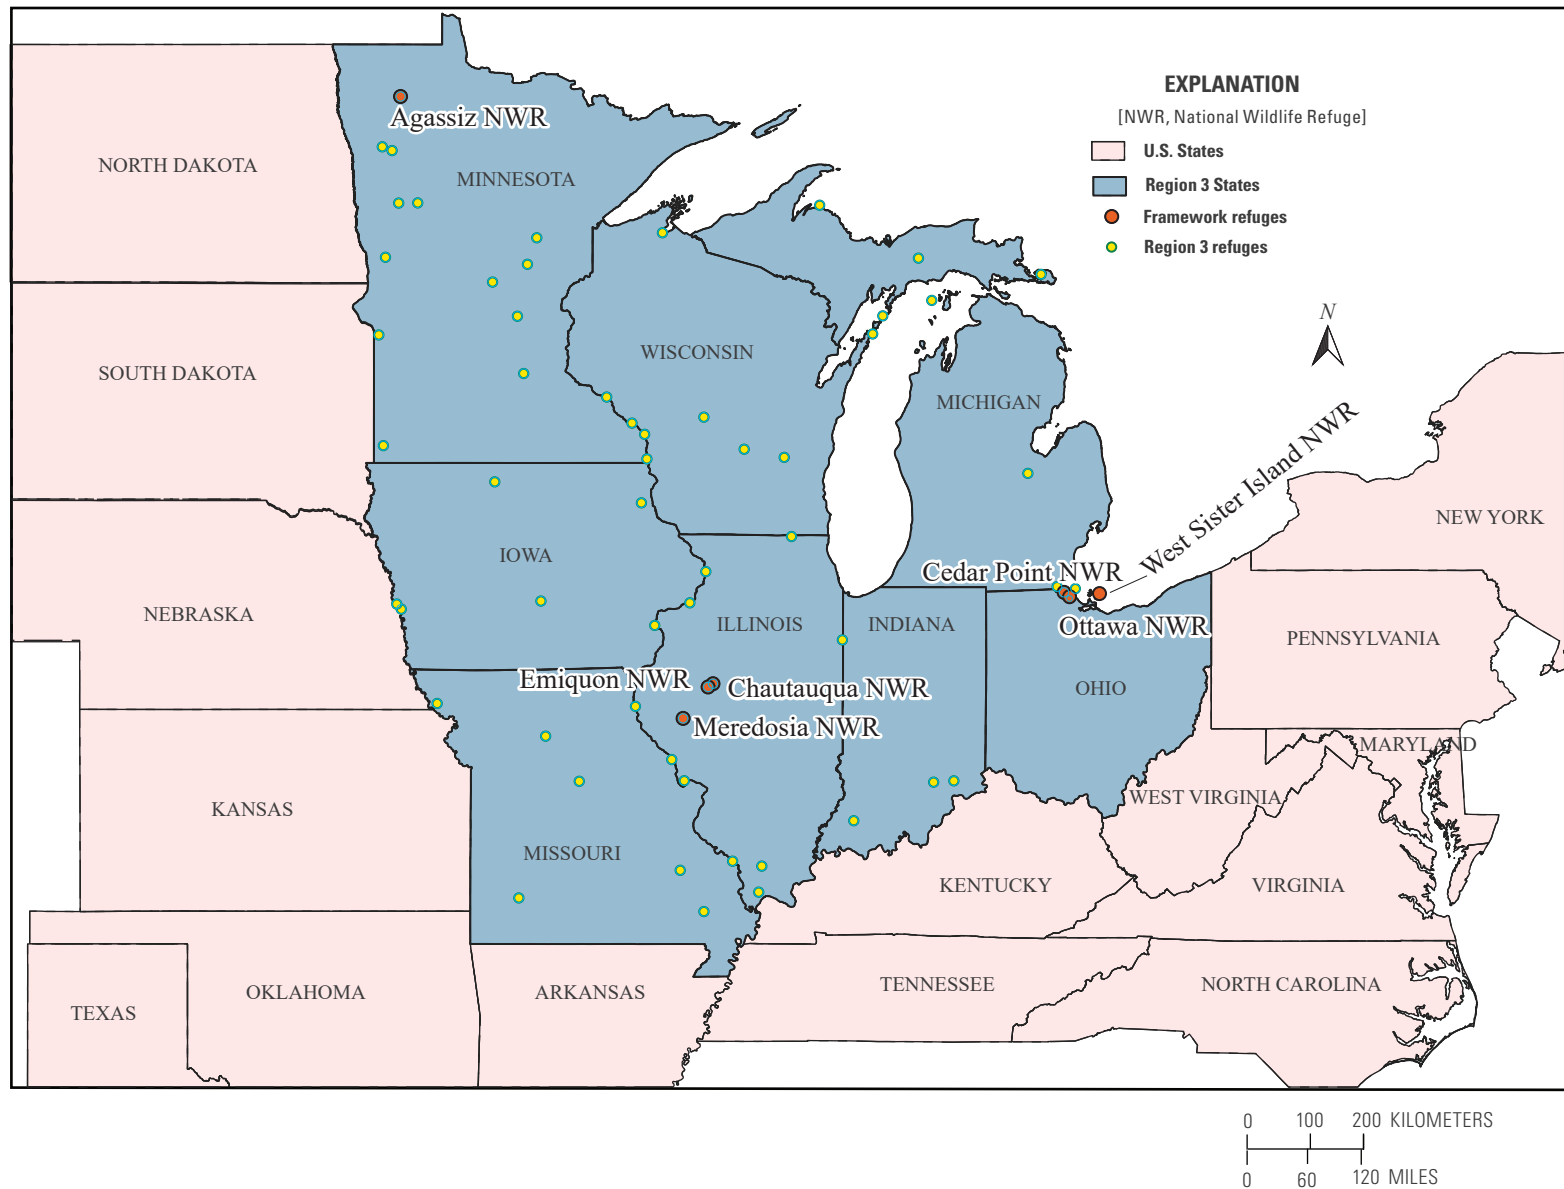 EXPLANATION
[NWR, National Wildlife Refuge]
U.S. States
Region 3 States
Framework refuges
Region 3 refuges
N
Agassiz NWR
NORTH DAKOTA
MINNESOTA
SOUTH DAKOTA
WISCONSIN
MICHIGAN
West Sister Island NWR
NEW YORK
IOWA
Cedar Point NWR
NEBRASKA
ILLINOIS
INDIANA
Ottawa NWR
PENNSYLVANIA
Emiquon NWR
Chautauqua NWR
OHIO
Meredosia NWR
MARYLAND
KANSAS
WEST VIRGINIA
MISSOURI
KENTUCKY
VIRGINIA
TEXAS
OKLAHOMA
ARKANSAS
TENNESSEE
NORTH CAROLINA
0 100 200 KILOMETERS
0 60 120 MILES